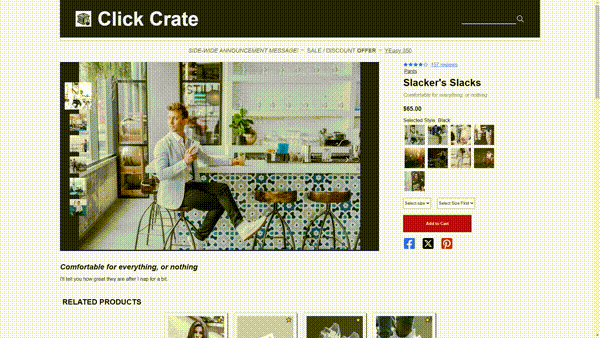 Click Crate
SIDE-WIDE ANNOUNCEMENT MESSAGE! ~ SALE / DISCOUNT OFFER ~ YEasy 350
157 reviews
Pants
Slacker's Slacks
Comfortable for everything, or nothing
$65.00
Selected Style: Black
Select size
Select Size First
Add to Cart
Comfortable for everything, or nothing
I'll tell you how great they are after I nap for a bit.
RELATED PRODUCTS